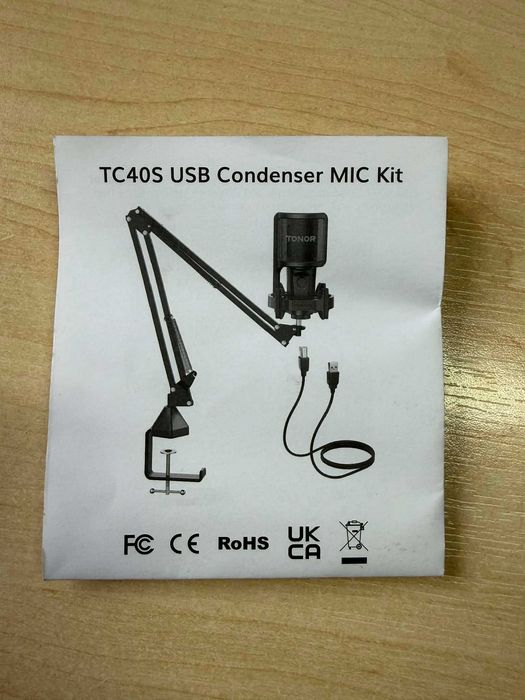 TC40S USB Condenser MIC Kit
TONOR
FC CE RoHS UK
CA